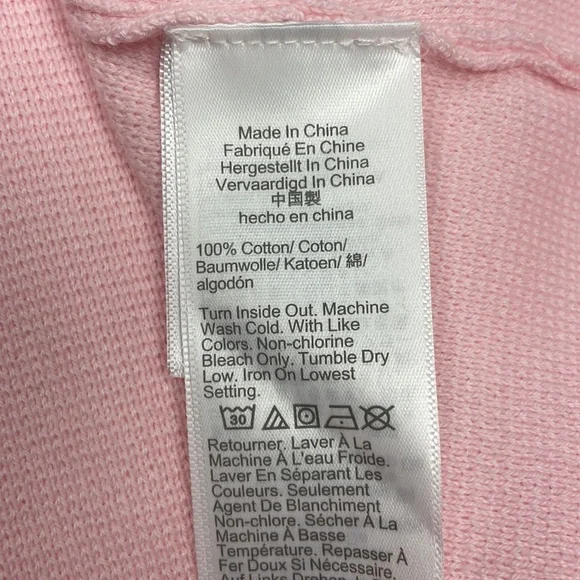 Made In China
Fabriqué En Chine
Hergestellt In China
Vervaardigd In China
中国製
hecho en china
100% Cotton/ Coton/
Baumwolle/ Katoen/ 綿/
algodón
Turn Inside Out. Machine
Wash Cold. With Like
Colors. Non-chlorine
Bleach Only. Tumble Dry
Low. Iron On Lowest
Setting.
30
Retourner. Laver À La
Machine À L'eau Froide.
Laver En Séparant Les
Couleurs. Seulement
Agent De Blanchiment
Non-chlore. Sécher À La
Machine À Basse
Température. Repasser À
Fer Doux Si Nécessaire.
Auf Links Drehen.